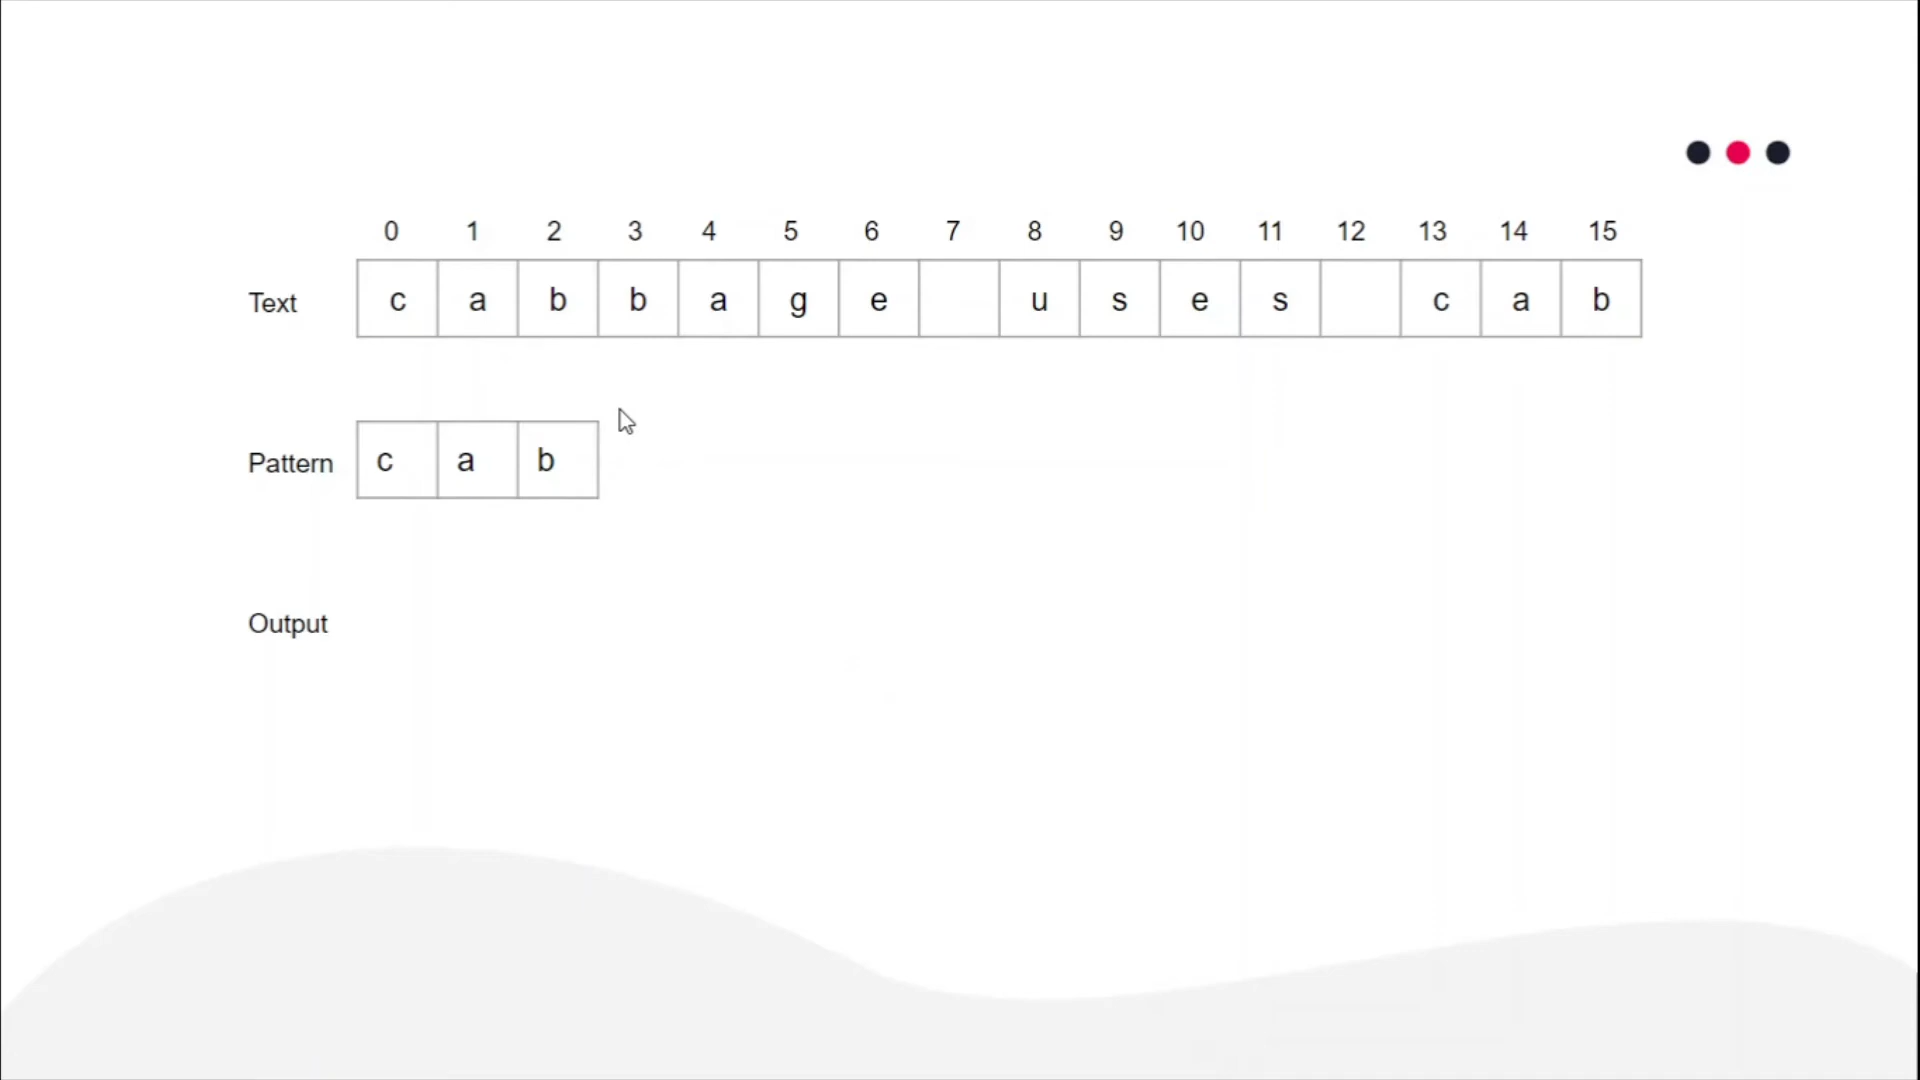 0 1 2 3 4 5 6 7 8 9 10 11 12 13 14 15
Text c a b b a g e u s e s c a b
Pattern c a b
Output